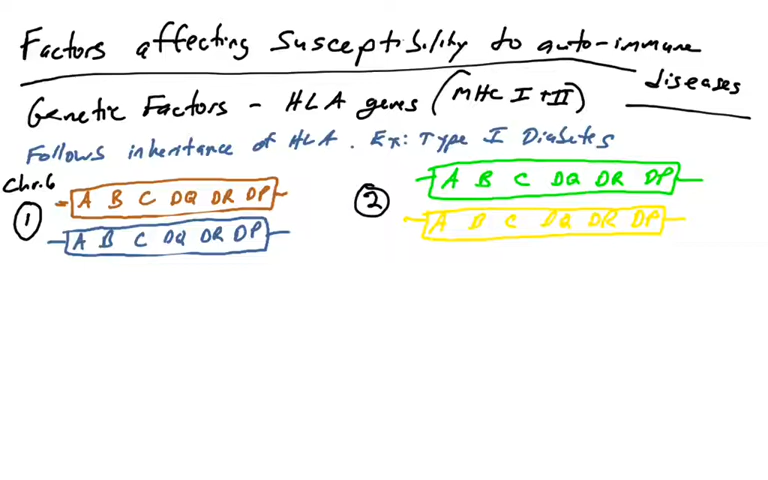 Factors affecting Susceptibility to auto-immune
diseases
Genetic Factors - HLA genes (MHC I + II)
Follows inheritance of HLA. Ex: Type I Diabetes
Chr.6
1 A B C DQ DR DP
A B C DQ DR DP
2 A B C DQ DR DP
A B C DQ DR DP